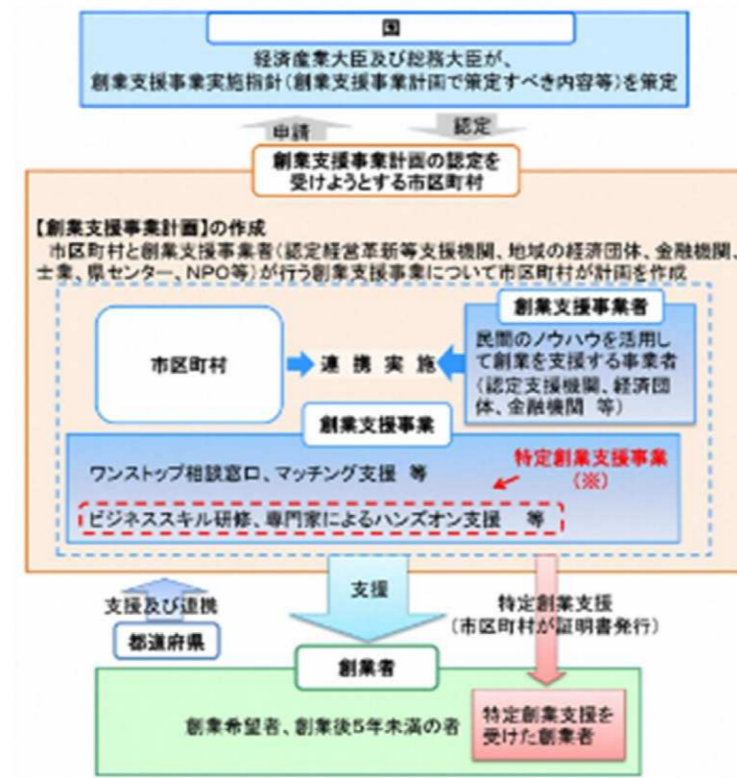 国
経済産業大臣及び総務大臣が、
創業支援事業実施指針(創業支援事業計画で策定すべき内容等)を策定
申請
認定
創業支援事業計画の認定を
受けようとする市区町村
【創業支援事業計画】の作成
市区町村と創業支援事業者(認定経営革新等支援機関、地域の経済団体、金融機関、
士業、県センター、NPO等)が行う創業支援事業について市区町村が計画を作成
創業支援事業者
市区町村
連携実施
民間のノウハウを活用し
て創業を支援する事業者
(認定支援機関、経済団
体、金融機関 等)
創業支援事業
ワンストップ相談窓口、マッチング支援 等
特定創業支援事業
(※)
ビジネススキル研修、専門家によるハンズオン支援 等
支援及び連携
都道府県
支援
特定創業支援
(市区町村が証明書発行)
創業者
創業希望者、創業後5年未満の者
特定創業支援を
受けた創業者